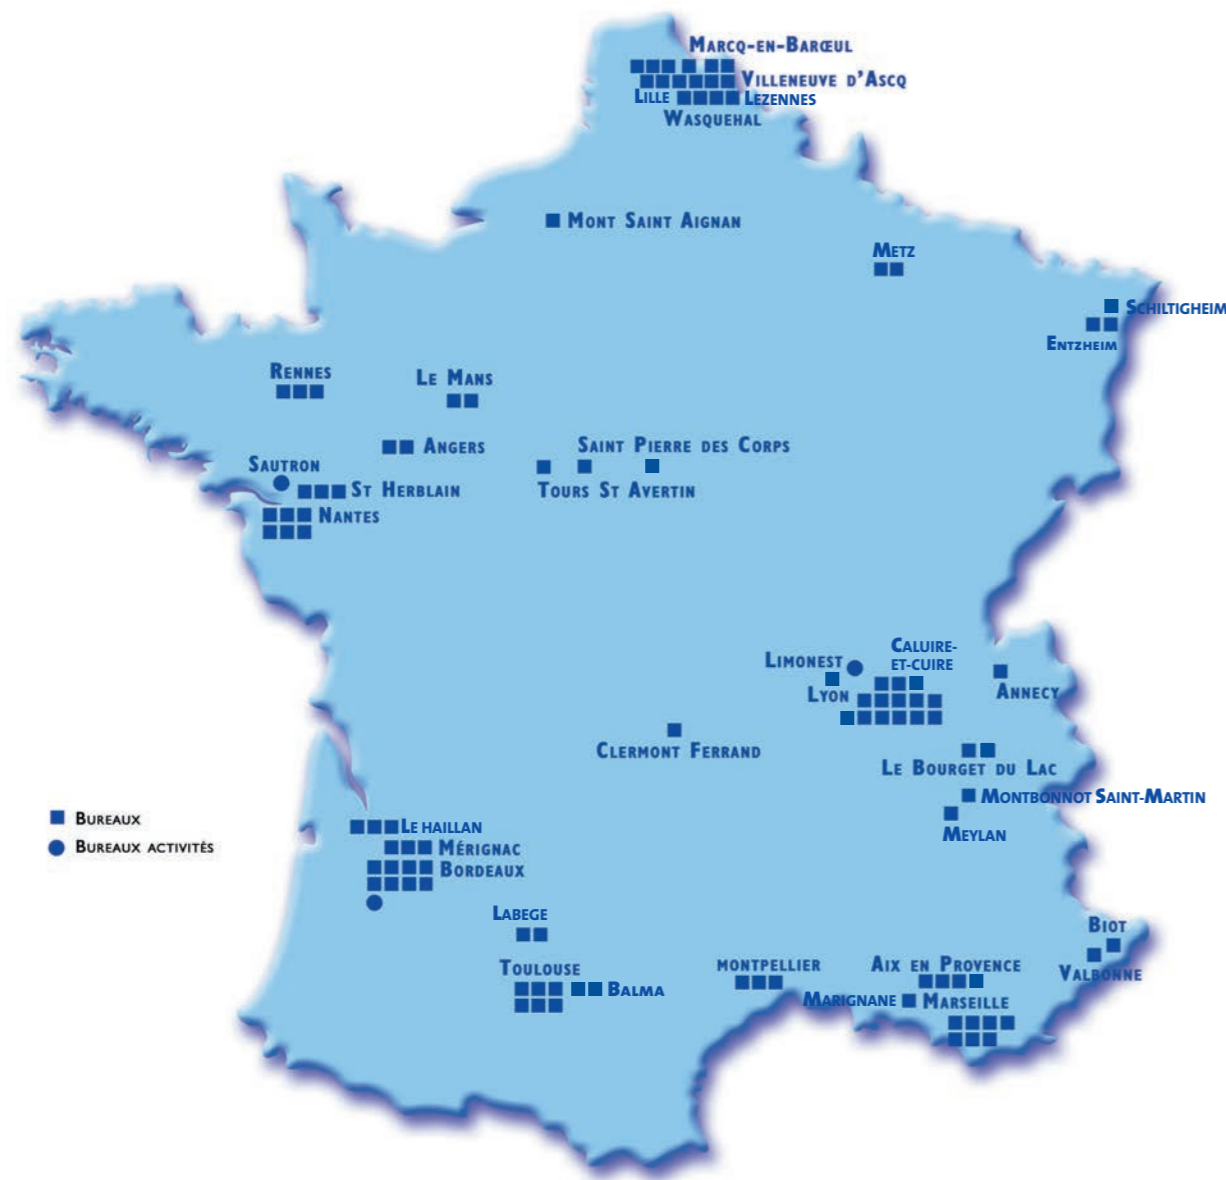 Marcq-en-Barœul
Villeneuve d'Ascq
Lille
Lezennes
Wasquehal
Mont Saint Aignan
Metz
Schiltigheim
Entzheim
Rennes
Le Mans
Angers
Saint Pierre des Corps
Sautron
St Herblain
Tours St Avertin
Nantes
Caluire-
et-cuire
Limonest
Lyon
Annecy
Clermont Ferrand
Le Bourget du Lac
Montbonnot Saint-Martin
Meylan
Bureaux
Bureaux activités
Le haillan
Mérignac
Bordeaux
Labege
Biot
Toulouse
Balma
montpellier
Aix en Provence
Valbonne
Marignane
Marseille